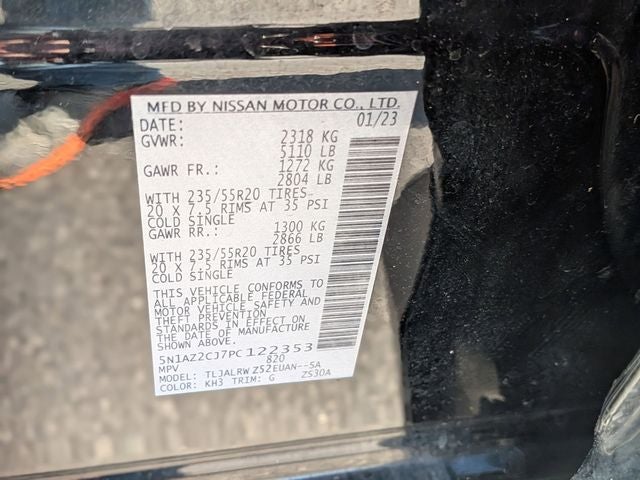 MFD BY NISSAN MOTOR CO., LTD.
DATE: 01/23
GVWR: 2318 KG
5110 LB
GAWR FR.: 1272 KG
2804 LB
WITH 235/55R20 TIRES
20 X 7.5 RIMS AT 35 PSI
COLD SINGLE
GAWR RR.: 1300 KG
2866 LB
WITH 235/55R20 TIRES
20 X 7.5 RIMS AT 35 PSI
COLD SINGLE
THIS VEHICLE CONFORMS TO
ALL APPLICABLE FEDERAL
MOTOR VEHICLE SAFETY AND
THEFT PREVENTION
STANDARDS IN EFFECT ON
THE DATE OF MANUFACTURE
SHOWN ABOVE.
5N1AZ2CJ7PC122353
MPV 820
MODEL: TLJALRWZ52EUAN--SA
COLOR: KH3 TRIM: G ZS30A